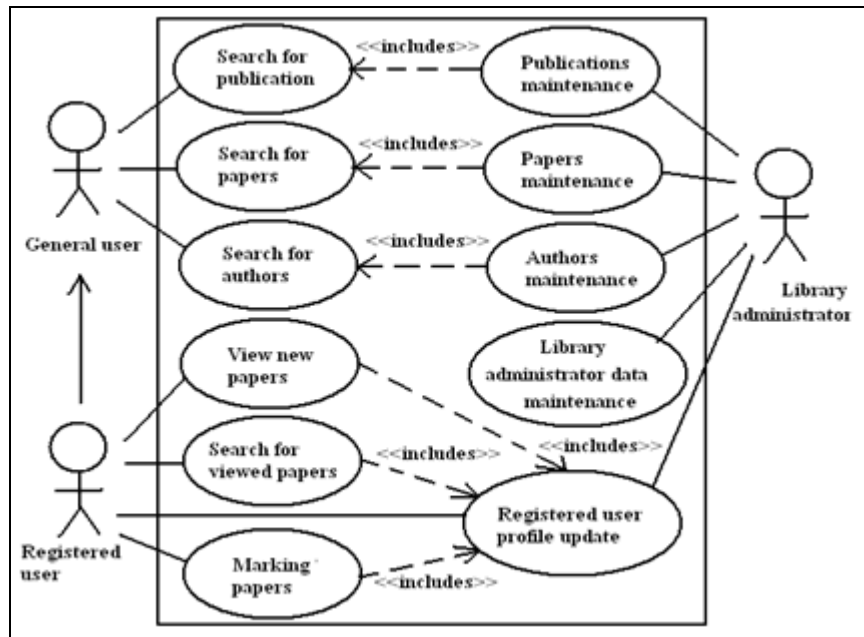 <<includes>>
Search for
publication
Publications
maintenance
<<includes>>
Search for
papers
Papers
maintenance
General user
<<includes>>
Search for
authors
Authors
maintenance
Library
administrator
View new
papers
Library
administrator data
maintenance
Search for
viewed papers
<<includes>>
<<includes>>
Registered user
profile update
Registered
user
Marking
papers
<<includes>>